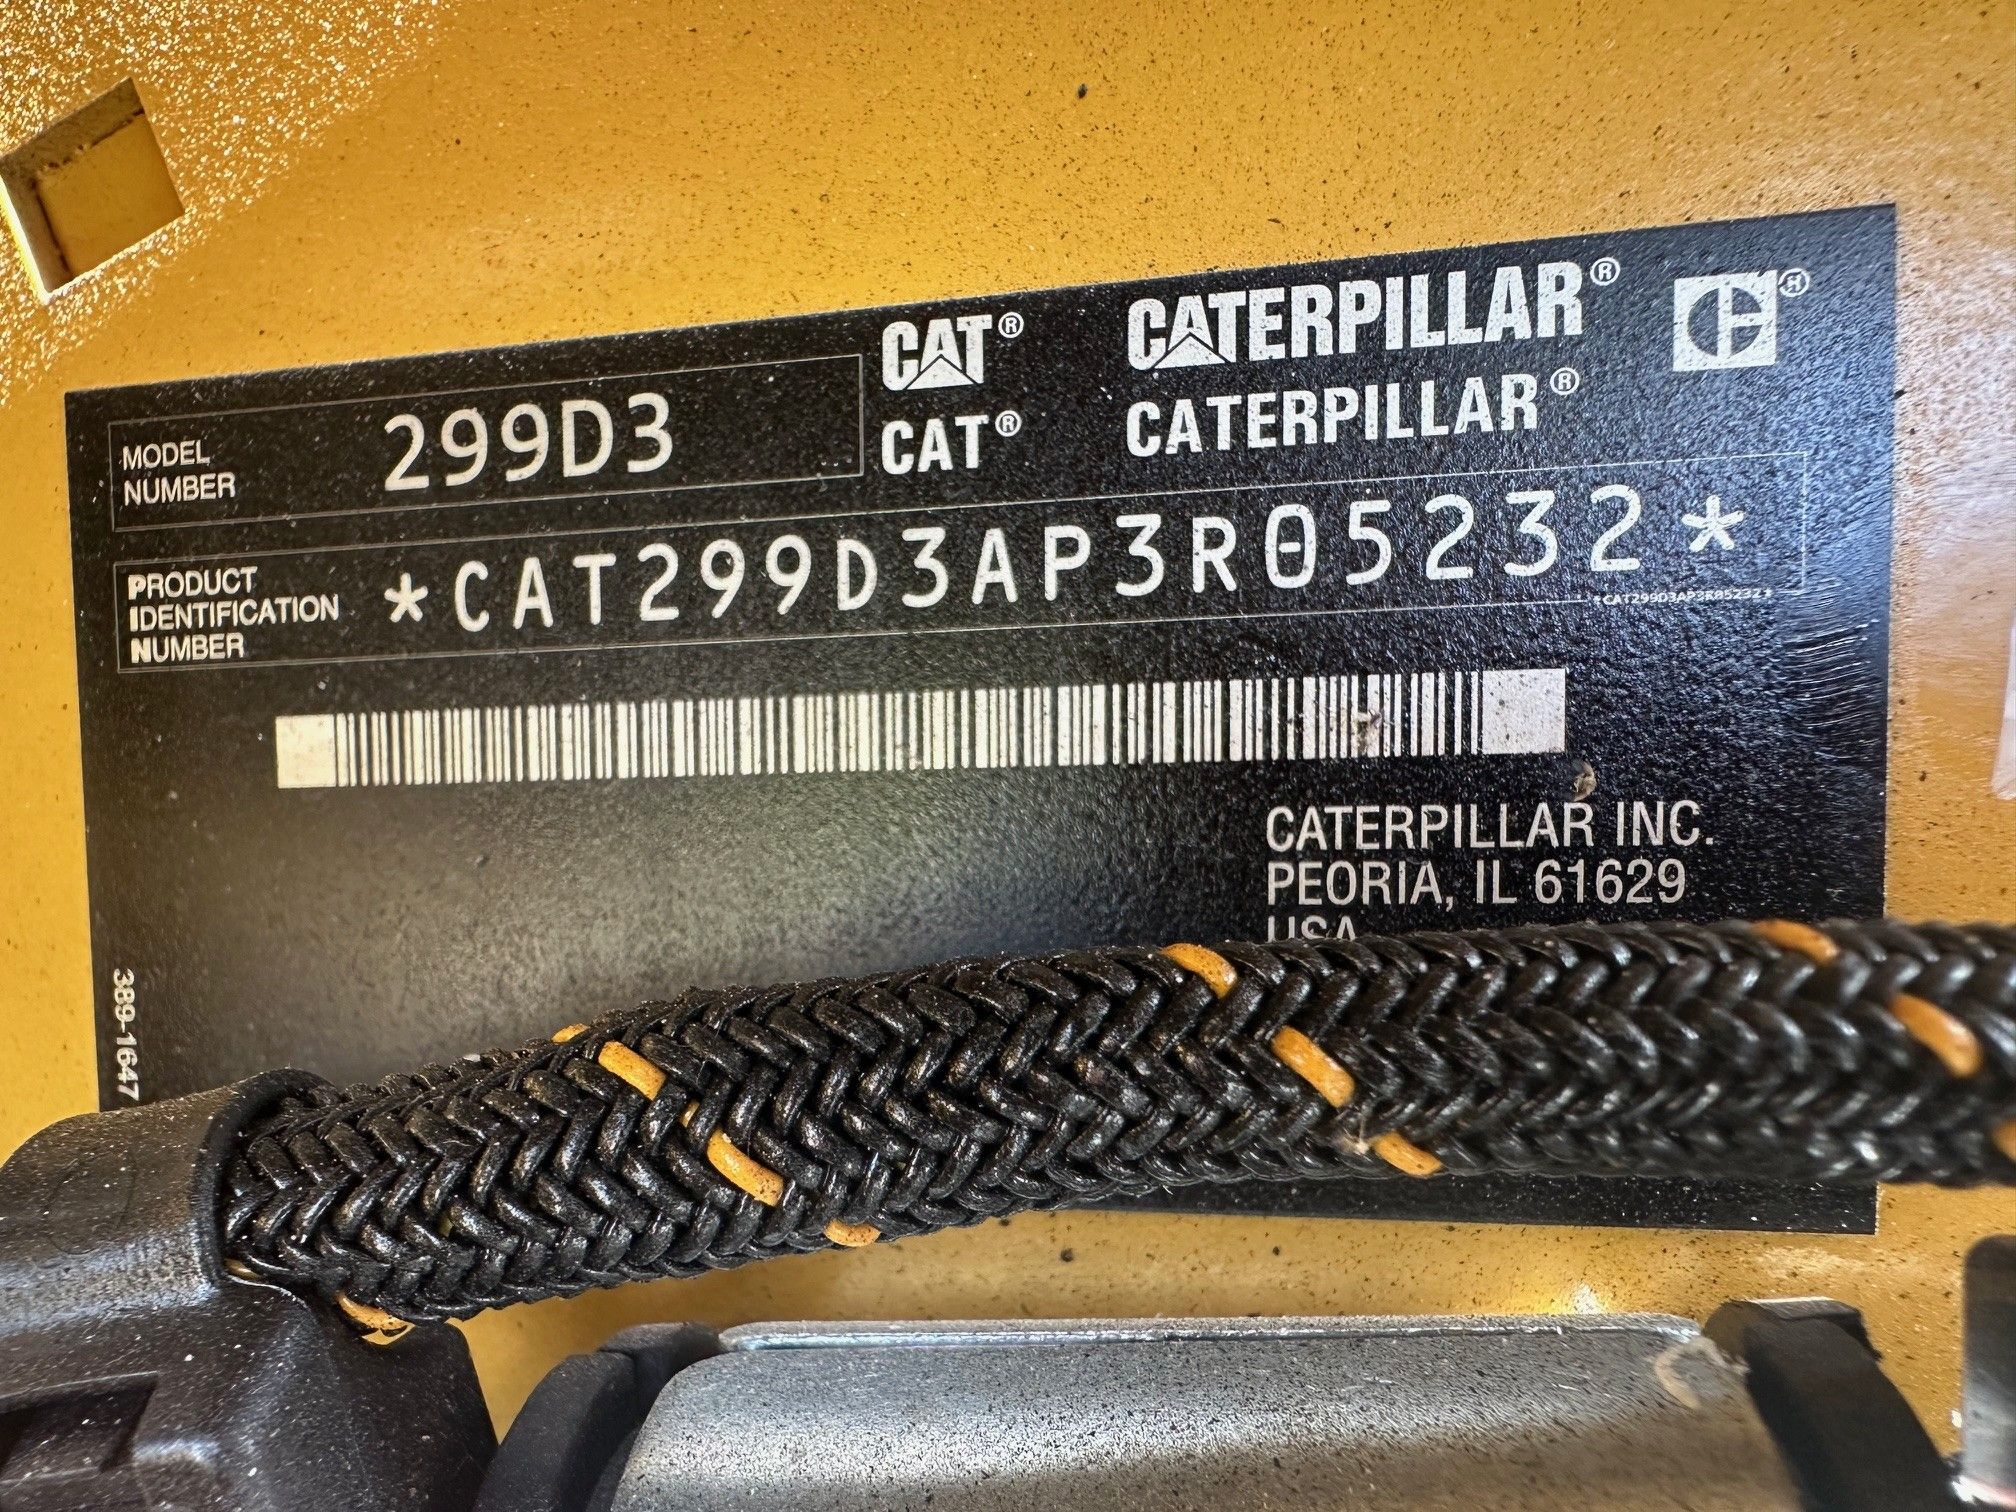 CAT® CATERPILLAR® ®
CAT® CATERPILLAR®
MODEL
NUMBER
299D3
PRODUCT
IDENTIFICATION
NUMBER
*CAT299D3AP3R05232*
*CAT299D3AP3R05232*
CATERPILLAR INC.
PEORIA, IL 61629
USA
389-1647